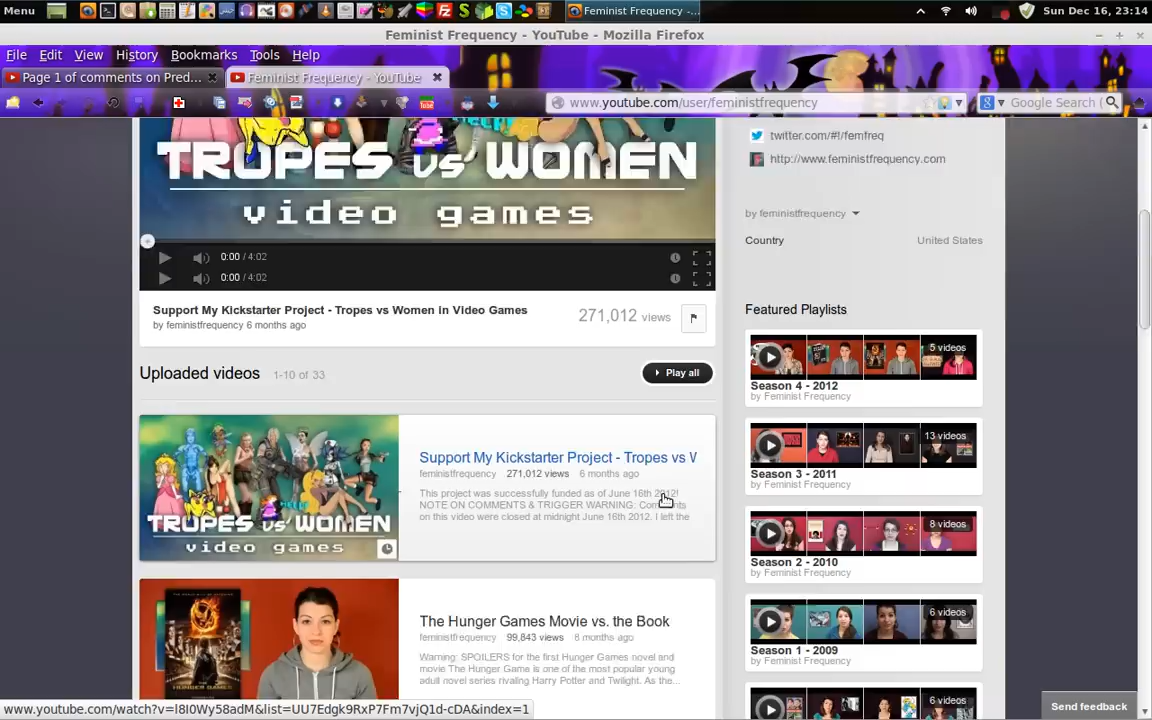 Menu
Feminist Frequency -...
Sun Dec 16, 23:14
Feminist Frequency - YouTube - Mozilla Firefox
File Edit View History Bookmarks Tools Help
Page 1 of comments on Pred...
Feminist Frequency - YouTube
www.youtube.com/user/feministfrequency
Google Search (
TROPES vs WOMEN
video games
0:00 / 4:02
0:00 / 4:02
Support My Kickstarter Project - Tropes vs Women in Video Games
by feministfrequency 6 months ago
271,012 views
Uploaded videos 1-10 of 33
Play all
TROPES vs WOMEN
video games
Support My Kickstarter Project - Tropes vs W
feministfrequency 271,012 views 6 months ago
This project was successfully funded as of June 16th 2012!
NOTE ON COMMENTS & TRIGGER WARNING: Comments
on this video were closed at midnight June 16th 2012. I left the
The Hunger Games Movie vs. the Book
feministfrequency 99,843 views 8 months ago
Warning: SPOILERS for the first Hunger Games novel and
movie The Hunger Game is one of the most popular young
adult novel series rivaling Harry Potter and Twilight. As the...
twitter.com/#!/femfreq
http://www.feministfrequency.com
by feministfrequency
Country United States
Featured Playlists
5 videos
Season 4 - 2012
by Feminist Frequency
13 videos
Season 3 - 2011
by Feminist Frequency
8 videos
Season 2 - 2010
by Feminist Frequency
6 videos
Season 1 - 2009
by Feminist Frequency
6 videos
www.youtube.com/watch?v=l8I0Wy58adM&list=UU7Edgk9RxP7Fm7vjQ1d-cDA&index=1
Send feedback